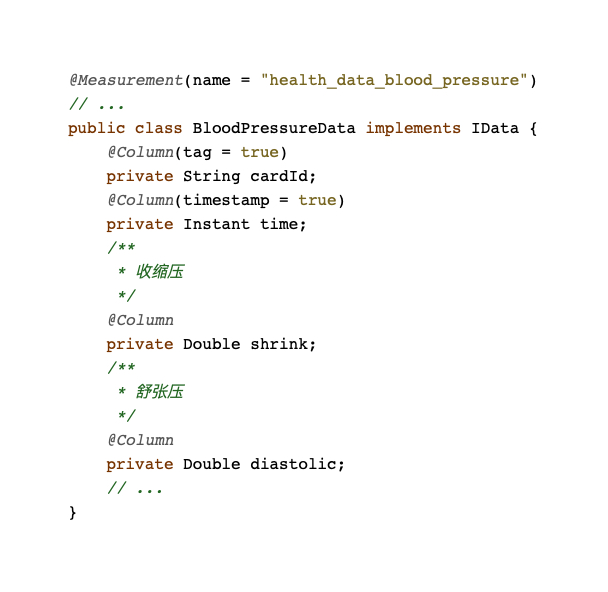 @Measurement(name = "health_data_blood_pressure")
// ...
public class BloodPressureData implements IData {
    @Column(tag = true)
    private String cardId;
    @Column(timestamp = true)
    private Instant time;
    /**
     * 收缩压
     */
    @Column
    private Double shrink;
    /**
     * 舒张压
     */
    @Column
    private Double diastolic;
    // ...
}